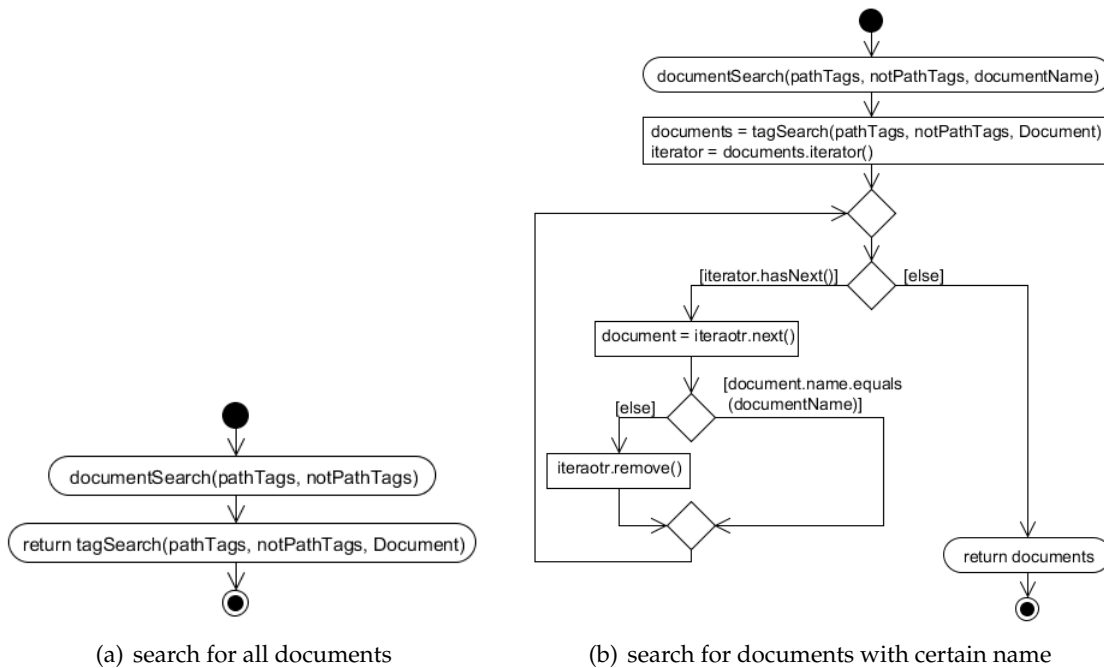 documentSearch(pathTags, notPathTags)
return tagSearch(pathTags, notPathTags, Document)
(a) search for all documents
documentSearch(pathTags, notPathTags, documentName)
documents = tagSearch(pathTags, notPathTags, Document)
iterator = documents.iterator()
[iterator.hasNext()]
[else]
document = iteraotr.next()
[document.name.equals
(documentName)]
[else]
iteraotr.remove()
return documents
(b) search for documents with certain name